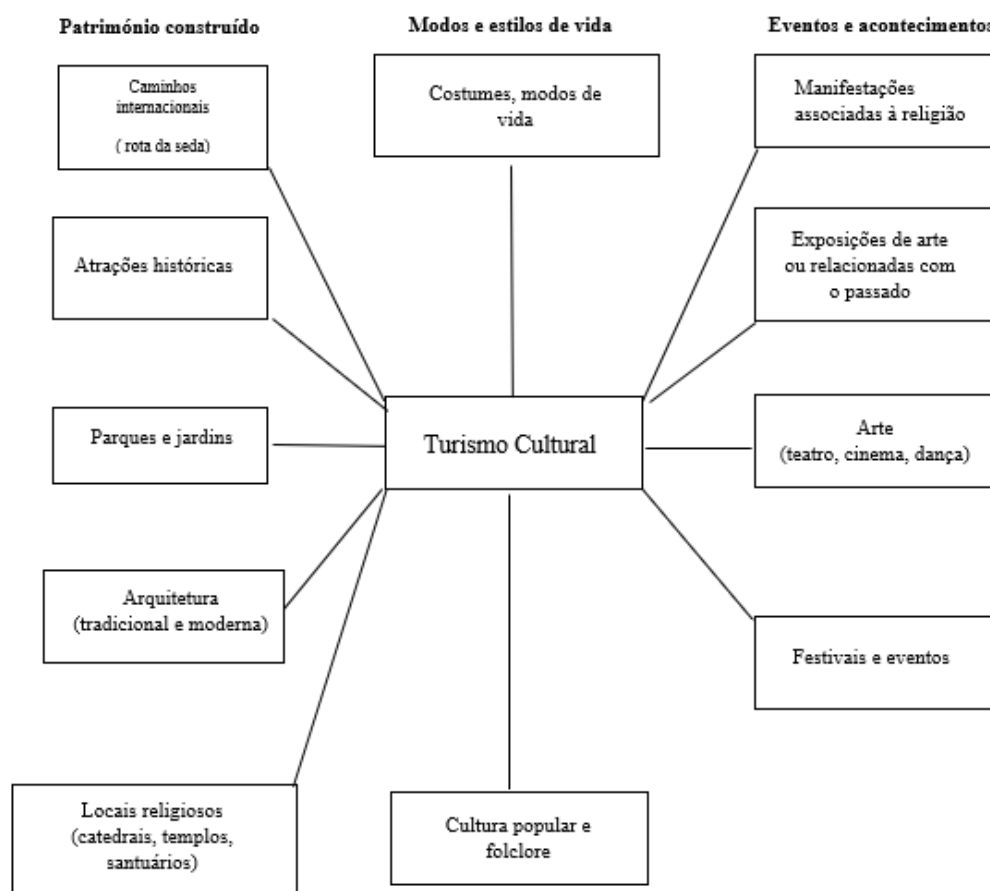 Património construído
Modos e estilos de vida
Eventos e acontecimentos
Caminhos
internacionais
( rota da seda)
Costumes, modos de
vida
Manifestações
associadas à religião
Atrações históricas
Exposições de arte
ou relacionadas com
o passado
Parques e jardins
Turismo Cultural
Arte
(teatro, cinema, dança)
Arquitetura
(tradicional e moderna)
Festivais e eventos
Locais religiosos
(catedrais, templos,
santuários)
Cultura popular e
folclore